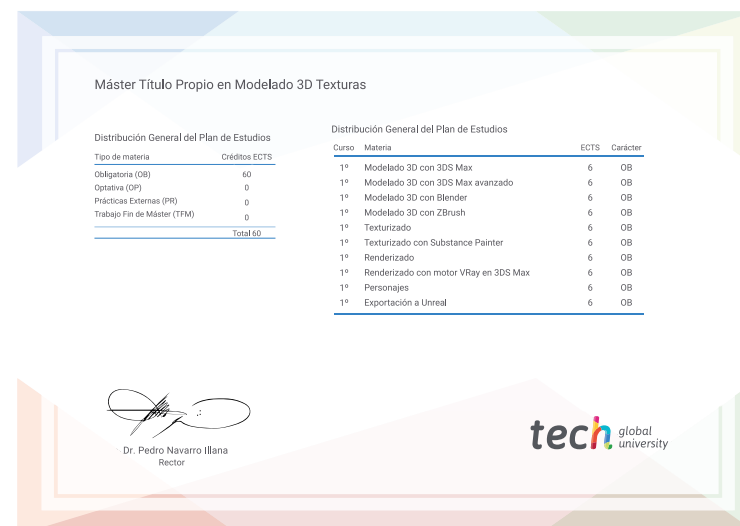 Máster Título Propio en Modelado 3D Texturas
Distribución General del Plan de Estudios
Tipo de materia Créditos ECTS
Obligatoria (OB) 60
Optativa (OP) 0
Prácticas Externas (PR) 0
Trabajo Fin de Máster (TFM) 0
Total 60
Distribución General del Plan de Estudios
Curso Materia ECTS Carácter
1º Modelado 3D con 3DS Max 6 OB
1º Modelado 3D con 3DS Max avanzado 6 OB
1º Modelado 3D con Blender 6 OB
1º Modelado 3D con ZBrush 6 OB
1º Texturizado 6 OB
1º Texturizado con Substance Painter 6 OB
1º Renderizado 6 OB
1º Renderizado con motor VRay en 3DS Max 6 OB
1º Personajes 6 OB
1º Exportación a Unreal 6 OB
Dr. Pedro Navarro Illana
Rector
tech global
university